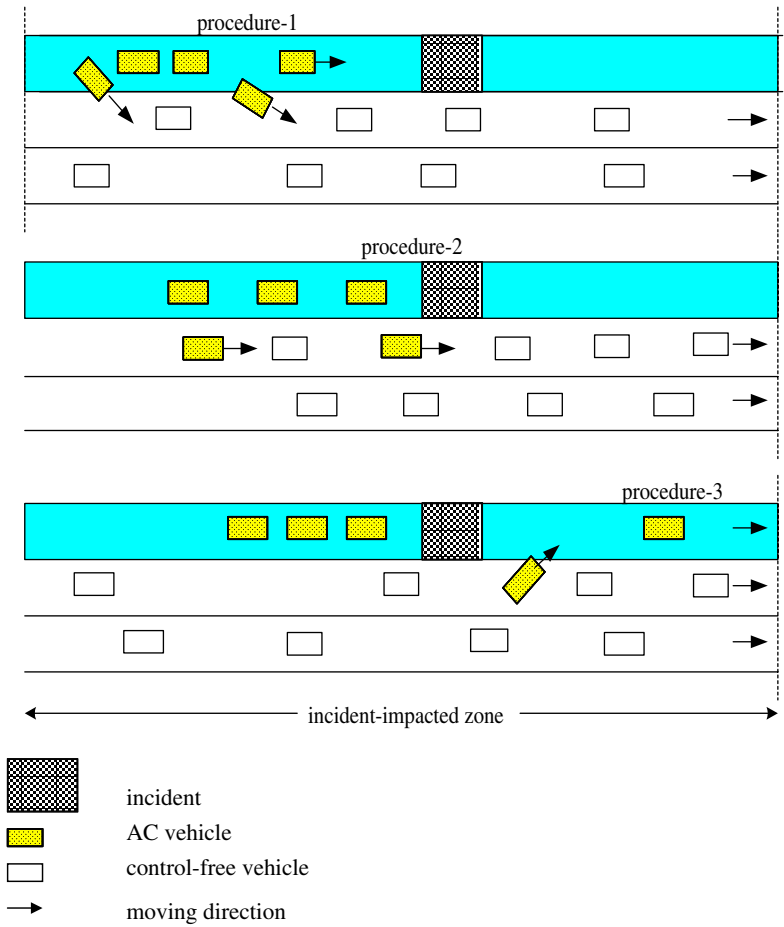 procedure-1
procedure-2
procedure-3
incident-impacted zone
incident
AC vehicle
control-free vehicle
moving direction